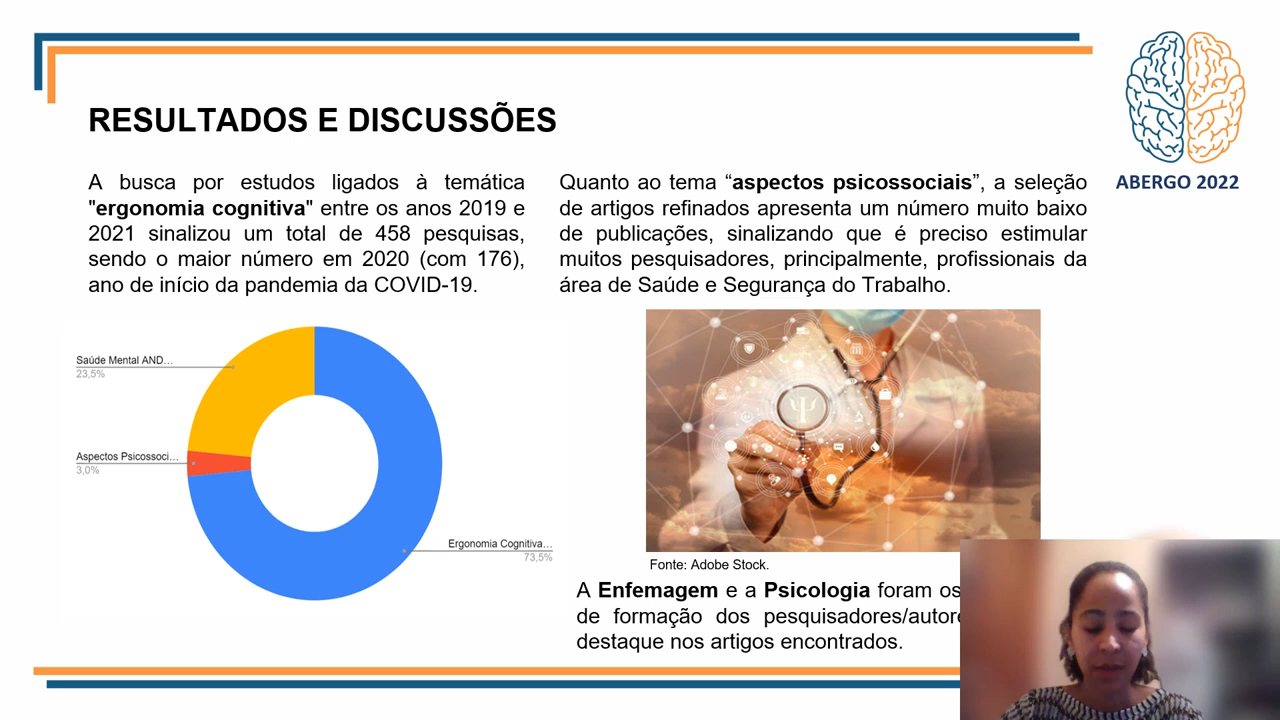 RESULTADOS E DISCUSSÕES
ABERGO 2022
A busca por estudos ligados à temática
"ergonomia cognitiva" entre os anos 2019 e
2021 sinalizou um total de 458 pesquisas,
sendo o maior número em 2020 (com 176),
ano de início da pandemia da COVID-19.
Quanto ao tema “aspectos psicossociais”, a seleção
de artigos refinados apresenta um número muito baixo
de publicações, sinalizando que é preciso estimular
muitos pesquisadores, principalmente, profissionais da
área de Saúde e Segurança do Trabalho.
Saúde Mental AND…
23,5%
Aspectos Psicossoci…
3,0%
Ergonomia Cognitiva…
73,5%
Fonte: Adobe Stock.
A Enfemagem e a Psicologia foram os
de formação dos pesquisadores/autor
destaque nos artigos encontrados.